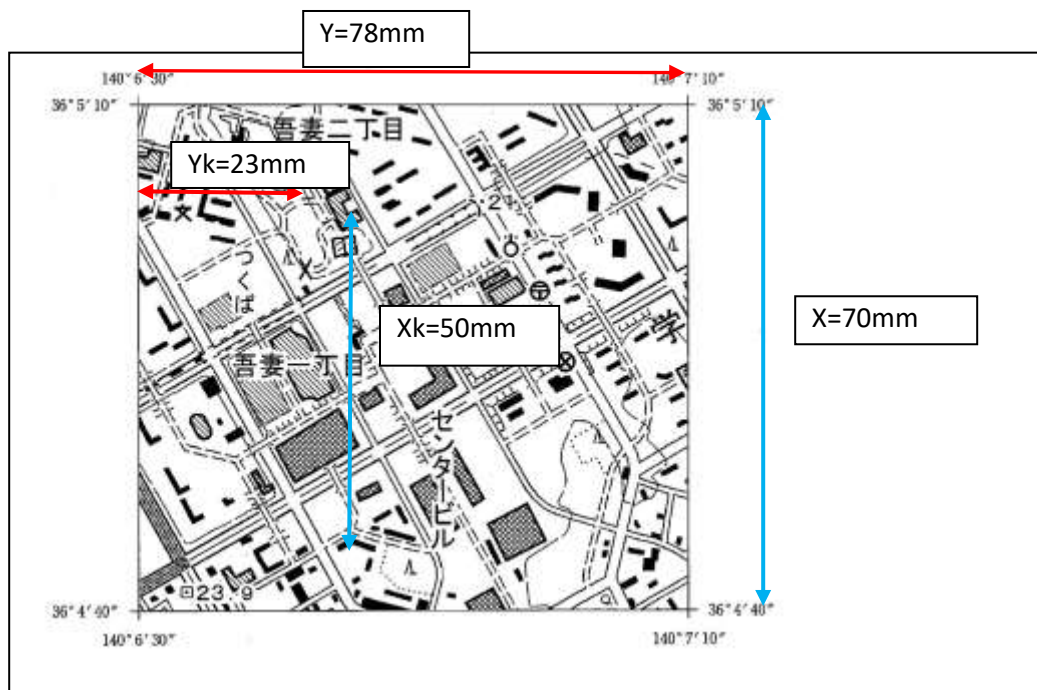 Y=78mm
140° 6′ 30″
140° 7′ 10″
36° 5′ 10″
36° 5′ 10″
吾妻二丁目
Yk=23mm
21
つくば
Xk=50mm
学
X=70mm
吾妻一丁目
センタービル
23.9
36° 4′ 40″
36° 4′ 40″
140° 6′ 30″
140° 7′ 10″